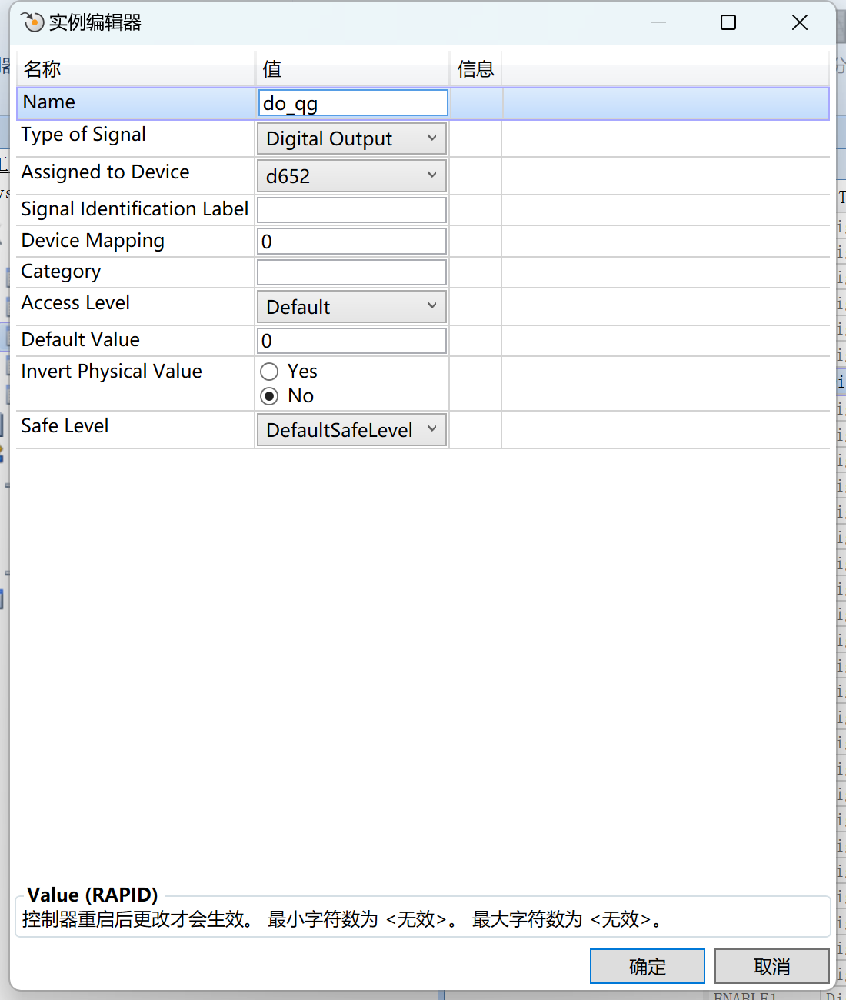 实例编辑器
名称 值 信息
Name do_qg
Type of Signal Digital Output
Assigned to Device d652
Signal Identification Label
Device Mapping 0
Category
Access Level Default
Default Value 0
Invert Physical Value Yes
No
Safe Level DefaultSafeLevel
Value (RAPID)
控制器重启后更改才会生效。 最小字符数为 <无效>。 最大字符数为 <无效>。
确定 取消